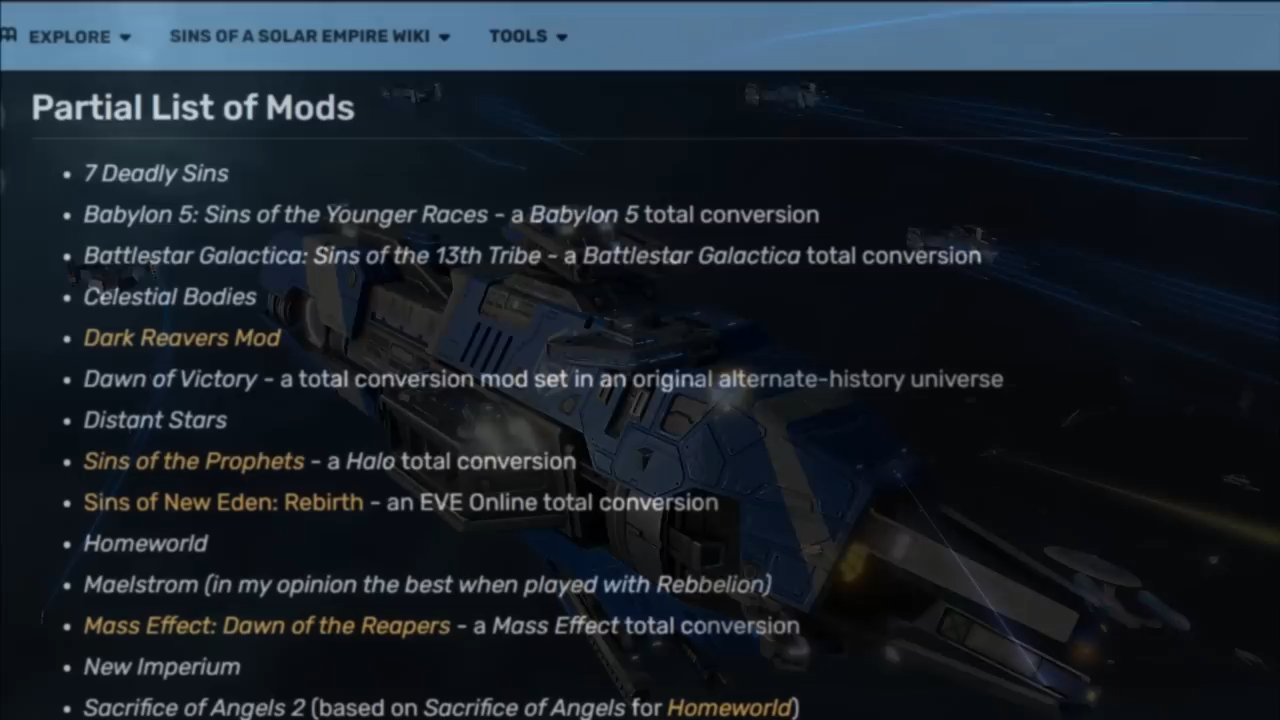 EXPLORE SINS OF A SOLAR EMPIRE WIKI TOOLS
Partial List of Mods
7 Deadly Sins
Babylon 5: Sins of the Younger Races - a Babylon 5 total conversion
Battlestar Galactica: Sins of the 13th Tribe - a Battlestar Galactica total conversion
Celestial Bodies
Dark Reavers Mod
Dawn of Victory - a total conversion mod set in an original alternate-history universe
Distant Stars
Sins of the Prophets - a Halo total conversion
Sins of New Eden: Rebirth - an EVE Online total conversion
Homeworld
Maelstrom (in my opinion the best when played with Rebbelion)
Mass Effect: Dawn of the Reapers - a Mass Effect total conversion
New Imperium
Sacrifice of Angels 2 (based on Sacrifice of Angels for Homeworld)